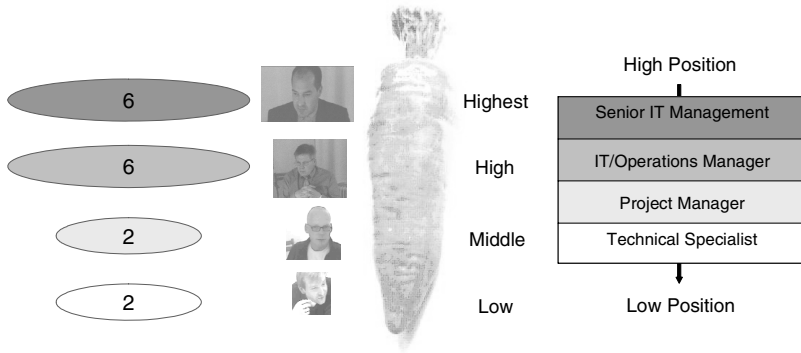 6
6
2
2
Highest
High
Middle
Low
High Position
Senior IT Management
IT/Operations Manager
Project Manager
Technical Specialist
Low Position